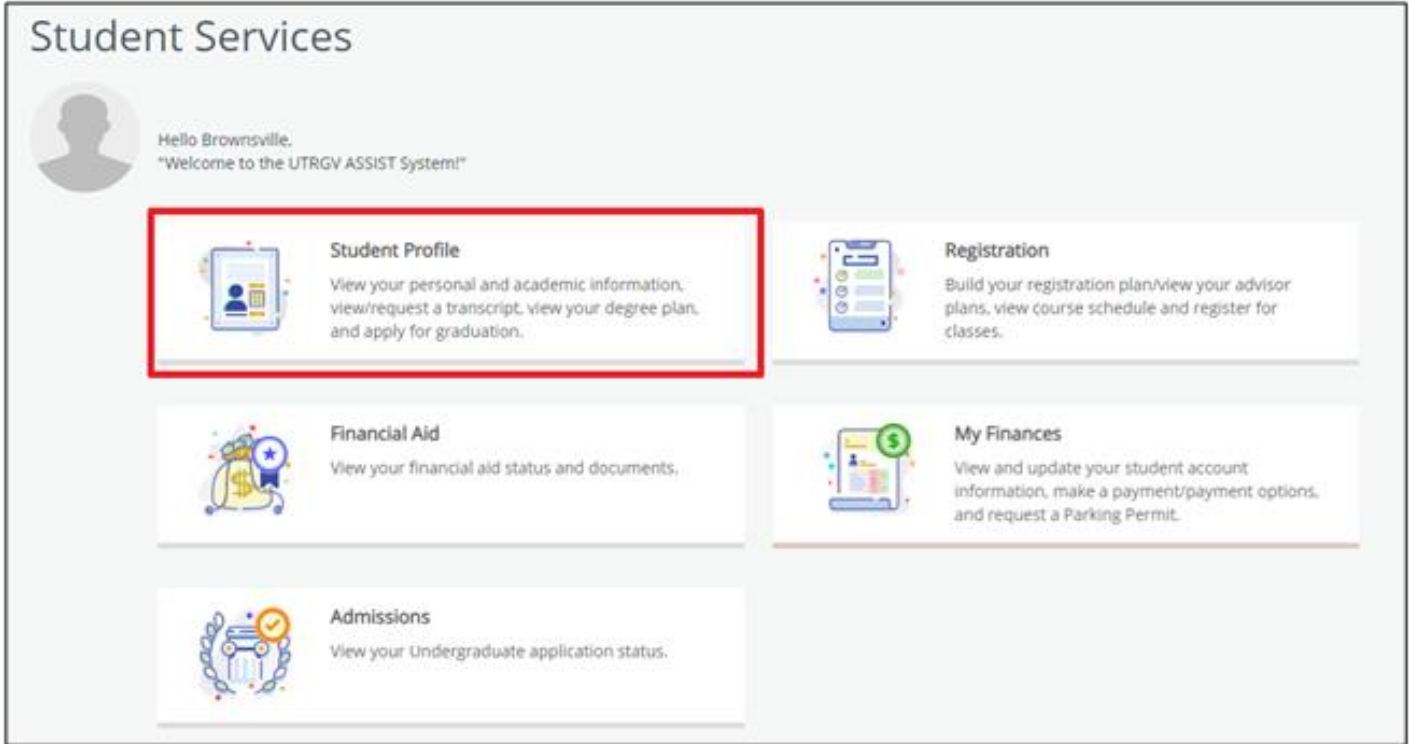 Student Services
Hello Brownsville,
"Welcome to the UTRGV ASSIST System!"
Student Profile
View your personal and academic information,
view/request a transcript, view your degree plan,
and apply for graduation.
Registration
Build your registration plan/view your advisor
plans, view course schedule and register for
classes.
Financial Aid
View your financial aid status and documents.
My Finances
View and update your student account
information, make a payment/payment options,
and request a Parking Permit.
Admissions
View your Undergraduate application status.